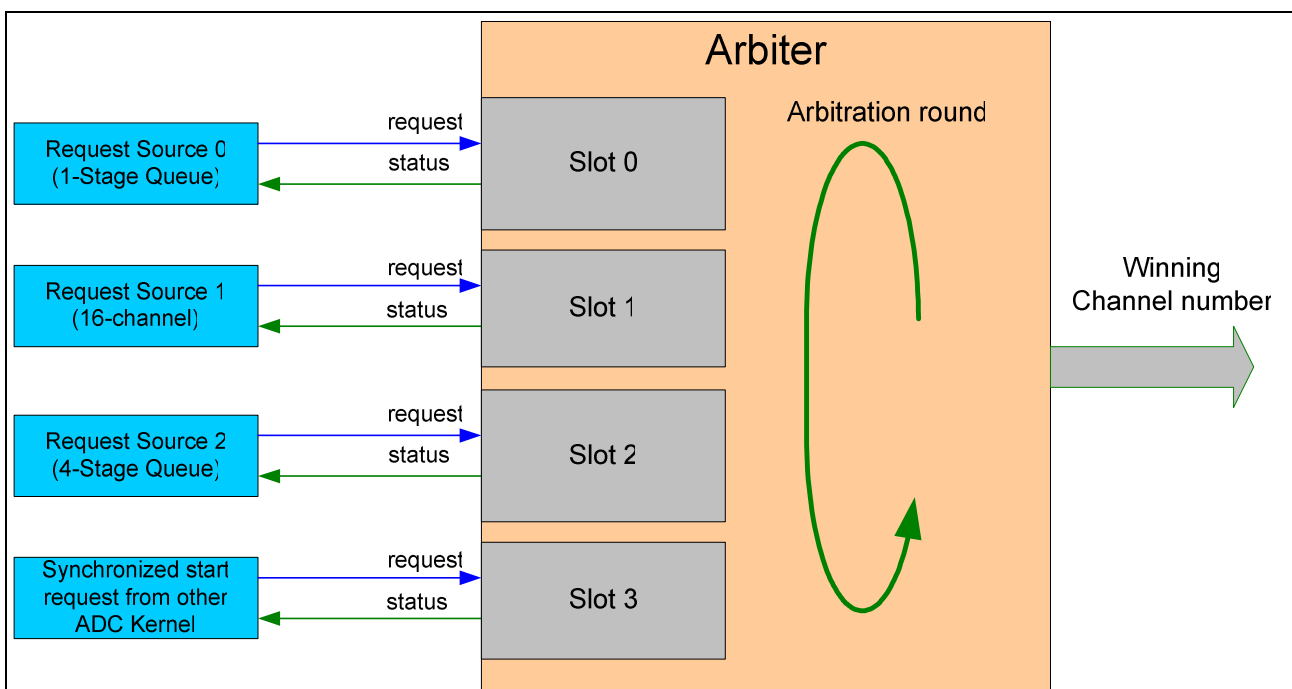 Arbiter
Arbitration round
Request Source 0
(1-Stage Queue)
request
status
Slot 0
Request Source 1
(16-channel)
request
status
Slot 1
Winning
Channel number
Request Source 2
(4-Stage Queue)
request
status
Slot 2
Synchronized start
request from other
ADC Kernel
request
status
Slot 3